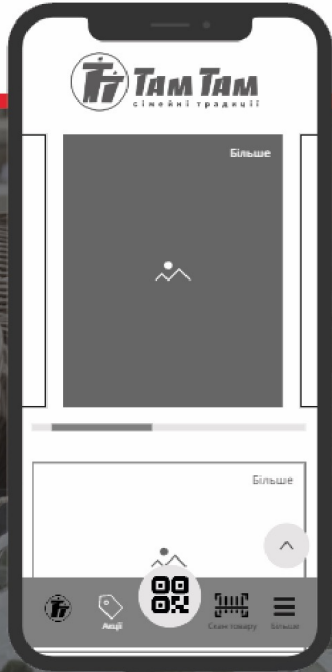 ТАМ ТАМ
сімейні традиції
Більше
Більше
Акції
Скан товару
Більше